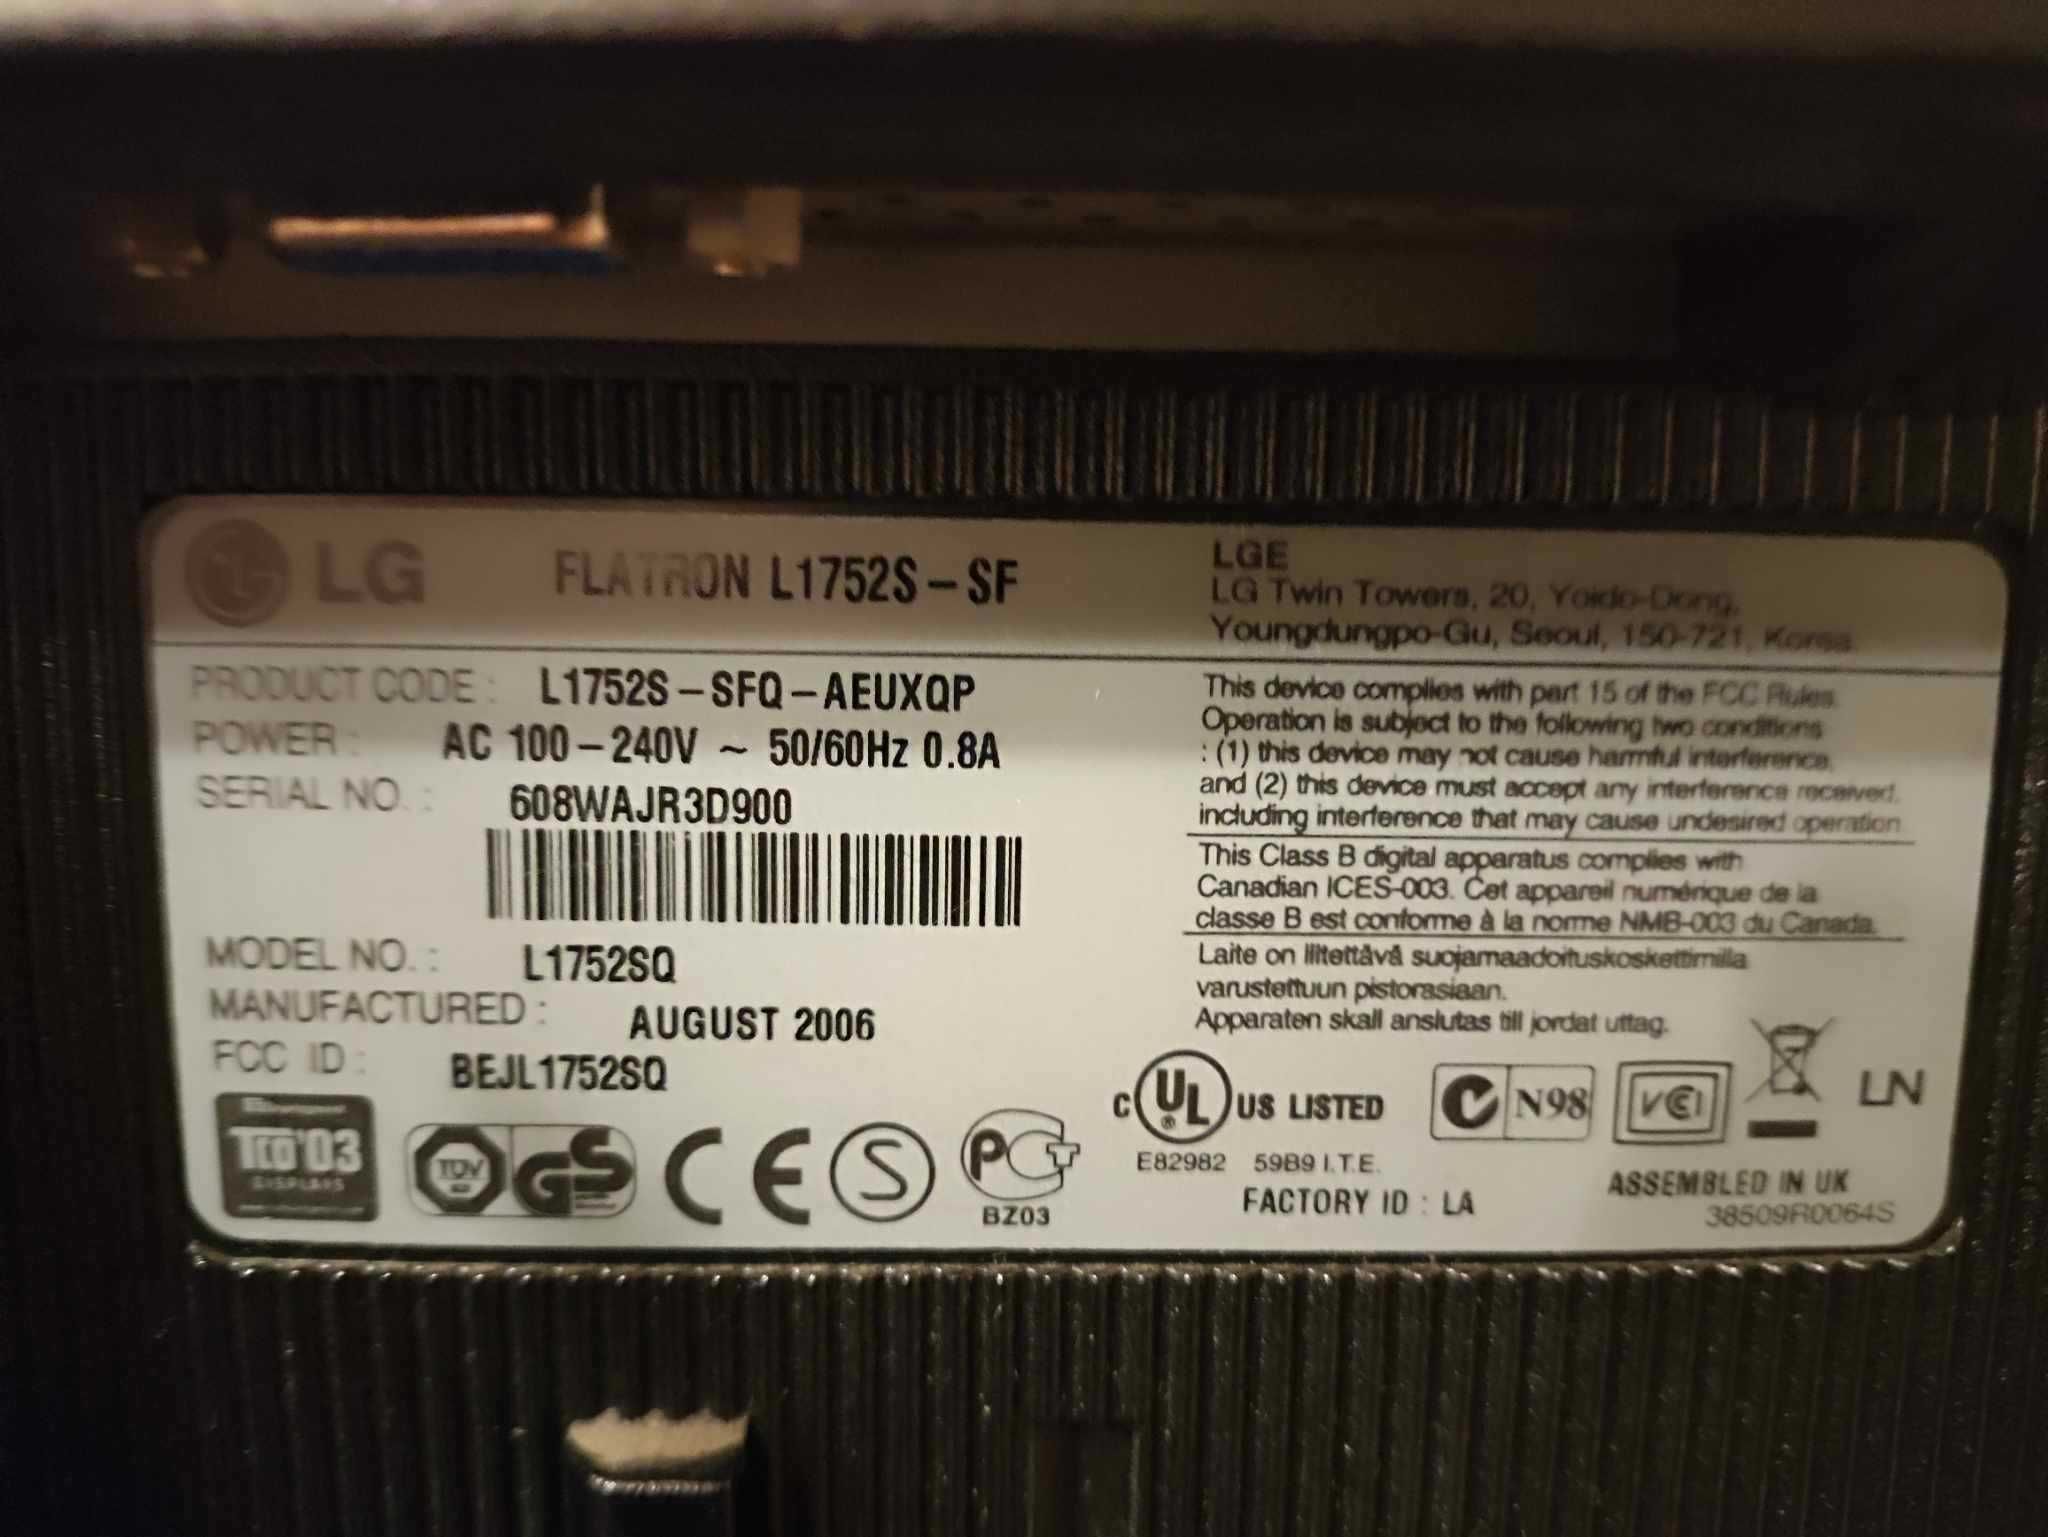 LG FLATRON L1752S-SF
LGE
LG Twin Towers, 20, Yoido-Dong,
Youngdungpo-Gu, Seoul, 150-721, Korea.
PRODUCT CODE : L1752S-SFQ-AEUXQP
POWER : AC 100-240V ~ 50/60Hz 0.8A
SERIAL NO. : 608WAJR3D900
MODEL NO. : L1752SQ
MANUFACTURED : AUGUST 2006
FCC ID : BEJL1752SQ
This device complies with part 15 of the FCC Rules.
Operation is subject to the following two conditions
: (1) this device may not cause harmful interference,
and (2) this device must accept any interference received,
including interference that may cause undesired operation.
This Class B digital apparatus complies with
Canadian ICES-003. Cet appareil numérique de la
classe B est conforme à la norme NMB-003 du Canada.
Laite on liitettävä suojamaadoituskoskettimilla
varustettuun pistorasiaan.
Apparaten skall anslutas till jordat uttag.
TCO'03
DISPLAYS
TÜV
GS
CE
S
PCT
BZ03
c UL ® US LISTED
E82982 59B9 I.T.E.
FACTORY ID : LA
N98
VCCI
LN
ASSEMBLED IN UK
38509R0064S